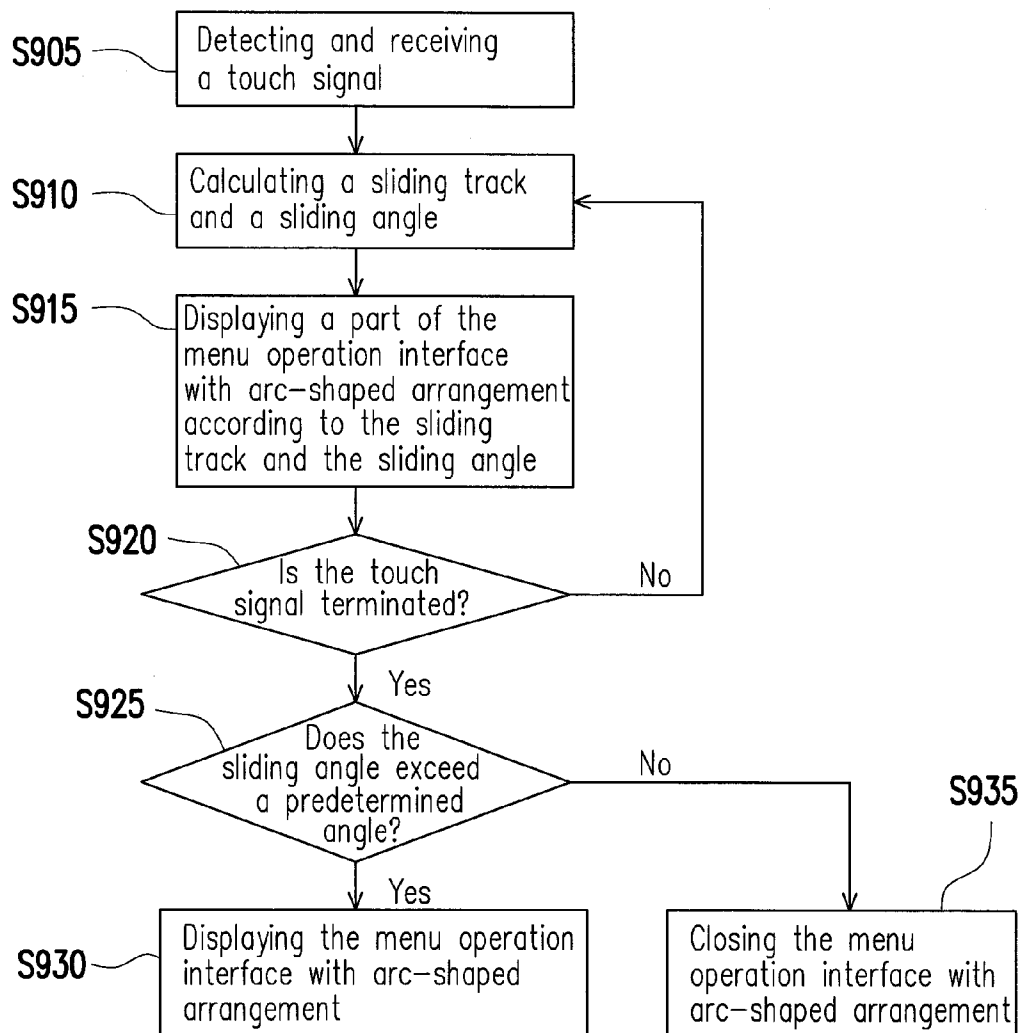 S905
Detecting and receiving
a touch signal
S910
Calculating a sliding track
and a sliding angle
S915
Displaying a part of the
menu operation interface
with arc-shaped arrangement
according to the sliding
track and the sliding angle
S920
Is the touch
signal terminated?
No
Yes
S925
Does the
sliding angle exceed
a predetermined
angle?
No
S935
Yes
S930
Displaying the menu operation
interface with arc-shaped
arrangement
Closing the menu
operation interface with
arc-shaped arrangement